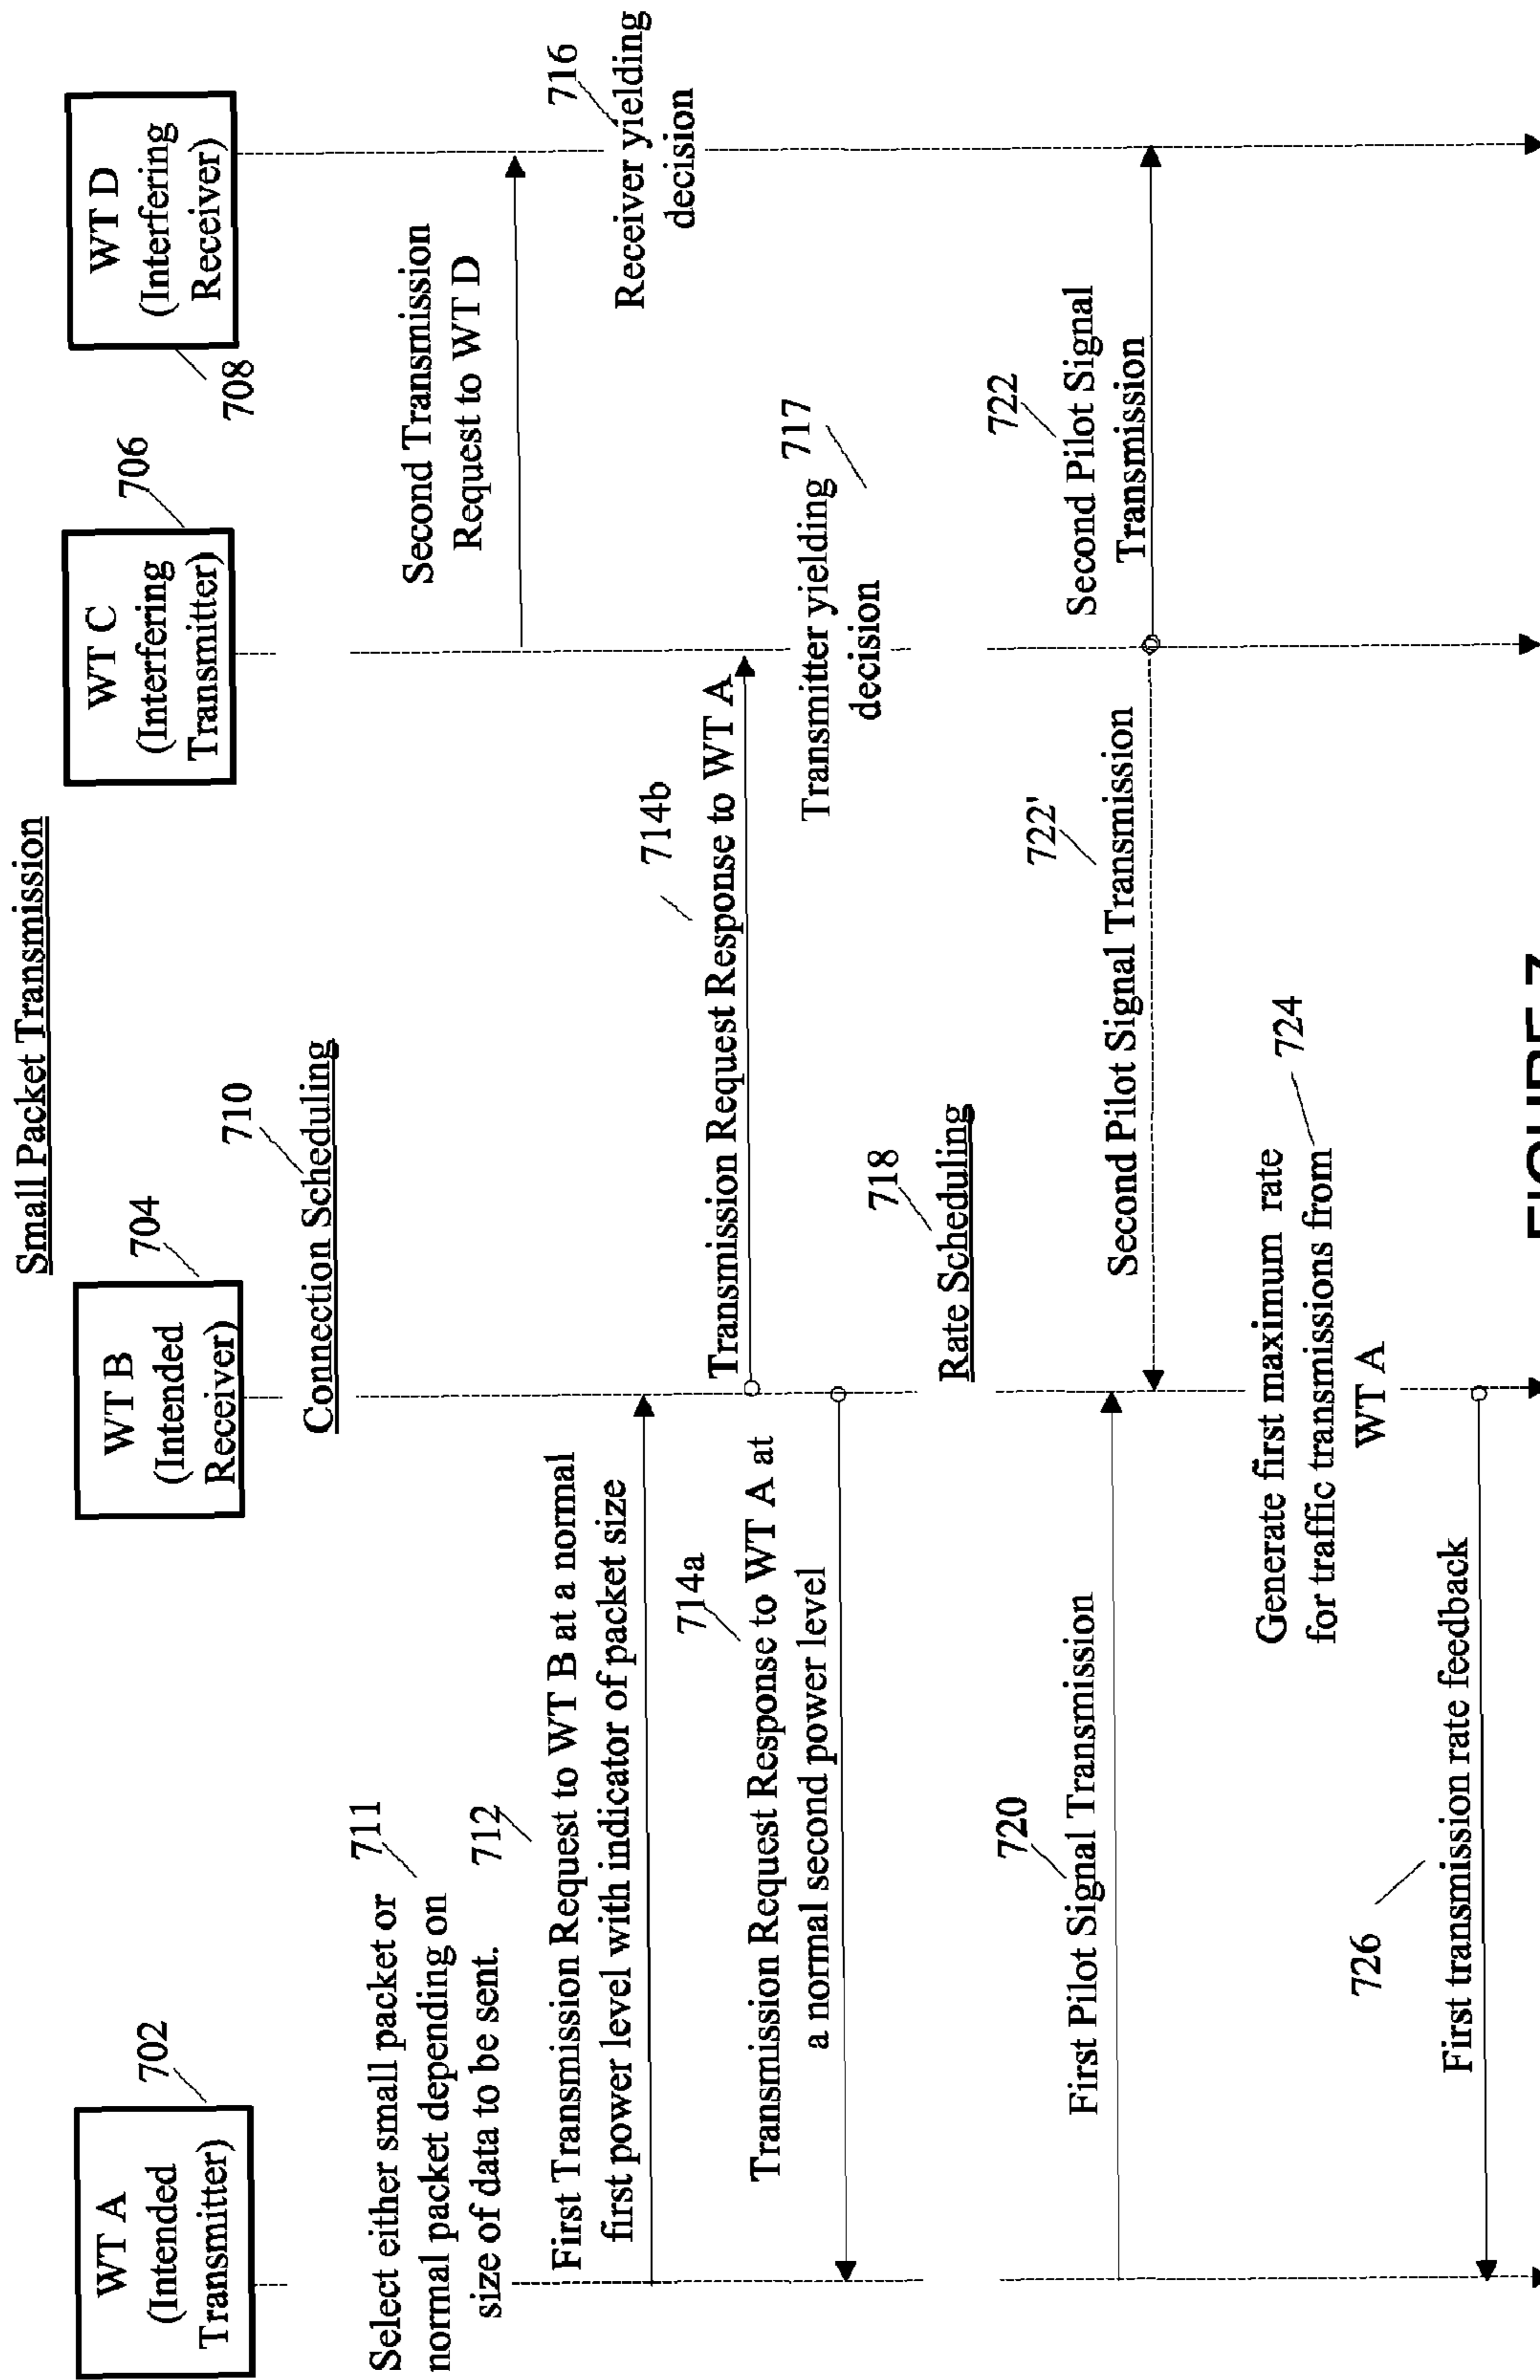 Small Packet Transmission
WT A
(Intended
Transmitter)
702
WT B
(Intended
Receiver)
704
WT C
(Interfering
Transmitter)
706
WT D
(Interfering
Receiver)
708
710
Connection Scheduling
Select either small packet or
normal packet depending on
size of data to be sent.
711
Second Transmission
Request to WT D
712
First Transmission Request to WT B at a normal
first power level with indicator of packet size
716
Receiver yielding
decision
714b
Transmission Request Response to WT A
714a
Transmission Request Response to WT A at
a normal second power level
Transmitter yielding
decision
717
718
Rate Scheduling
720
First Pilot Signal Transmission
722'
Second Pilot Signal Transmission
722
Second Pilot Signal
Transmission
Generate first maximum rate
for traffic transmissions from
WT A
724
726
First transmission rate feedback
FIGURE 7